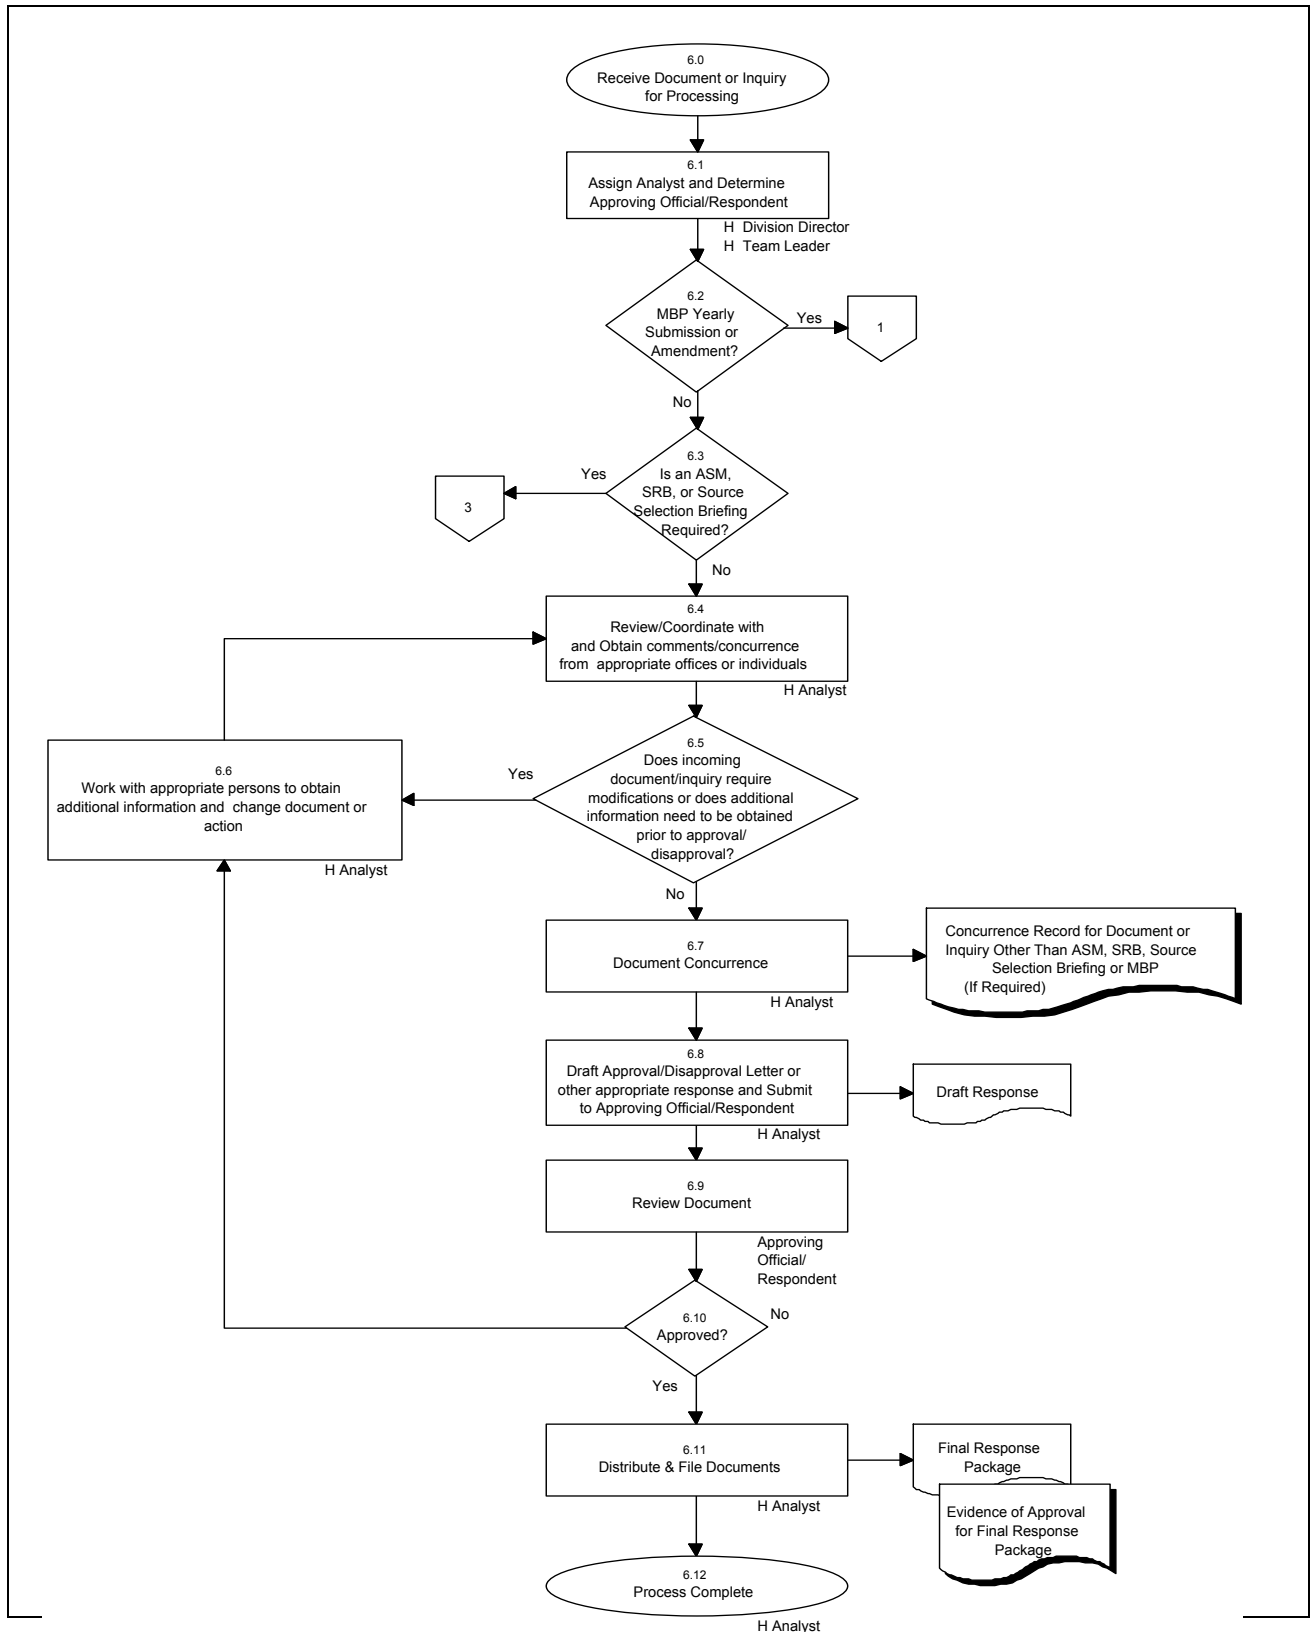 6.0
Receive Document or Inquiry
for Processing
6.1
Assign Analyst and Determine
Approving Official/Respondent
H Division Director
H Team Leader
6.2
MBP Yearly
Submission or
Amendment?
Yes
1
No
6.3
Is an ASM,
SRB, or Source
Selection Briefing
Required?
Yes
3
No
6.4
Review/Coordinate with
and Obtain comments/concurrence
from appropriate offices or individuals
H Analyst
6.5
Does incoming
document/inquiry require
modifications or does additional
information need to be obtained
prior to approval/
disapproval?
Yes
6.6
Work with appropriate persons to obtain
additional information and change document or
action
H Analyst
No
6.7
Document Concurrence
H Analyst
Concurrence Record for Document or
Inquiry Other Than ASM, SRB, Source
Selection Briefing or MBP
(If Required)
6.8
Draft Approval/Disapproval Letter or
other appropriate response and Submit
to Approving Official/Respondent
H Analyst
Draft Response
6.9
Review Document
Approving
Official/
Respondent
6.10
Approved?
No
Yes
6.11
Distribute & File Documents
H Analyst
Final Response
Package
Evidence of Approval
for Final Response
Package
6.12
Process Complete
H Analyst